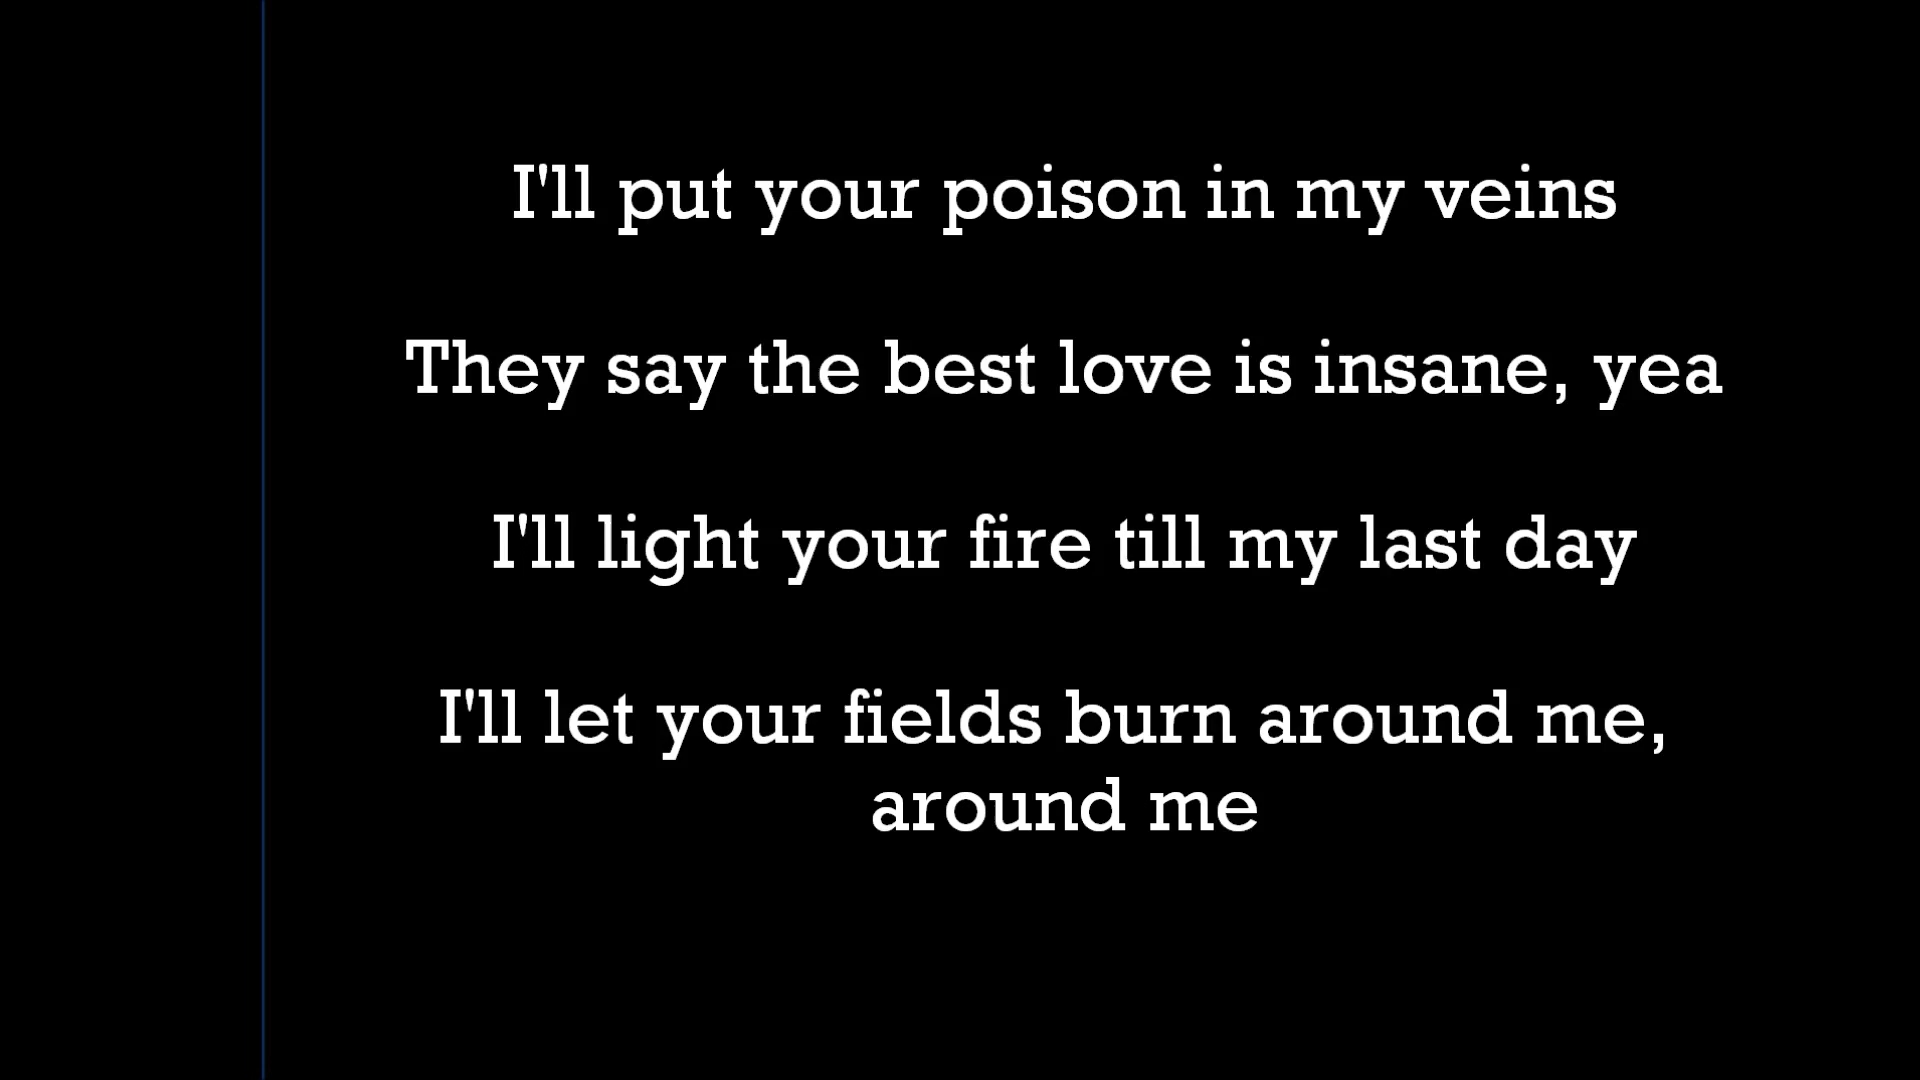 I'll put your poison in my veins
They say the best love is insane, yea
I'll light your fire till my last day
I'll let your fields burn around me,
around me